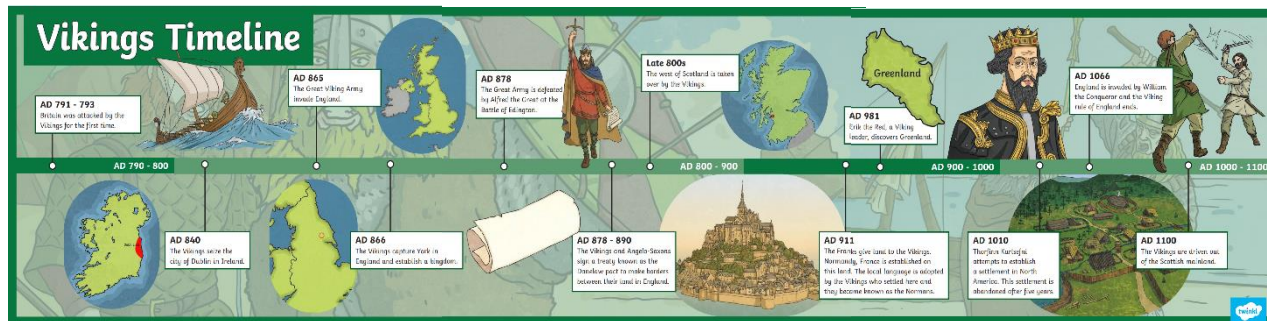 Vikings Timeline
AD 791 - 793
Britain was attacked by the
Vikings for the first time.
AD 865
The Great Viking Army
invade England.
AD 878
The Great Army is defeated
by Alfred the Great at the
Battle of Edington.
Late 800s
The west of Scotland is taken
over by the Vikings.
Greenland
AD 981
Erik the Red, a Viking
leader, discovers Greenland.
AD 1066
England is invaded by William
the Conqueror and the Viking
rule of England ends.
AD 790 - 800
AD 800 - 900
AD 900 - 1000
AD 1000 - 1100
AD 840
The Vikings seize the
city of Dublin in Ireland.
AD 866
The Vikings capture York in
England and establish a kingdom.
AD 878 - 890
The Vikings and Anglo-Saxons
sign a treaty known as the
Danelaw pact to make borders
between their land in England.
AD 911
The Franks give land to the Vikings.
Normandy, France is established on
this land. The local language is adopted
by the Vikings who settled here and
they become known as the Normans.
AD 1010
Thorfinn Karlsefni
attempts to establish
a settlement in North
America. This settlement is
abandoned after five years.
AD 1100
The Vikings are driven out
of the Scottish mainland.
twinkl